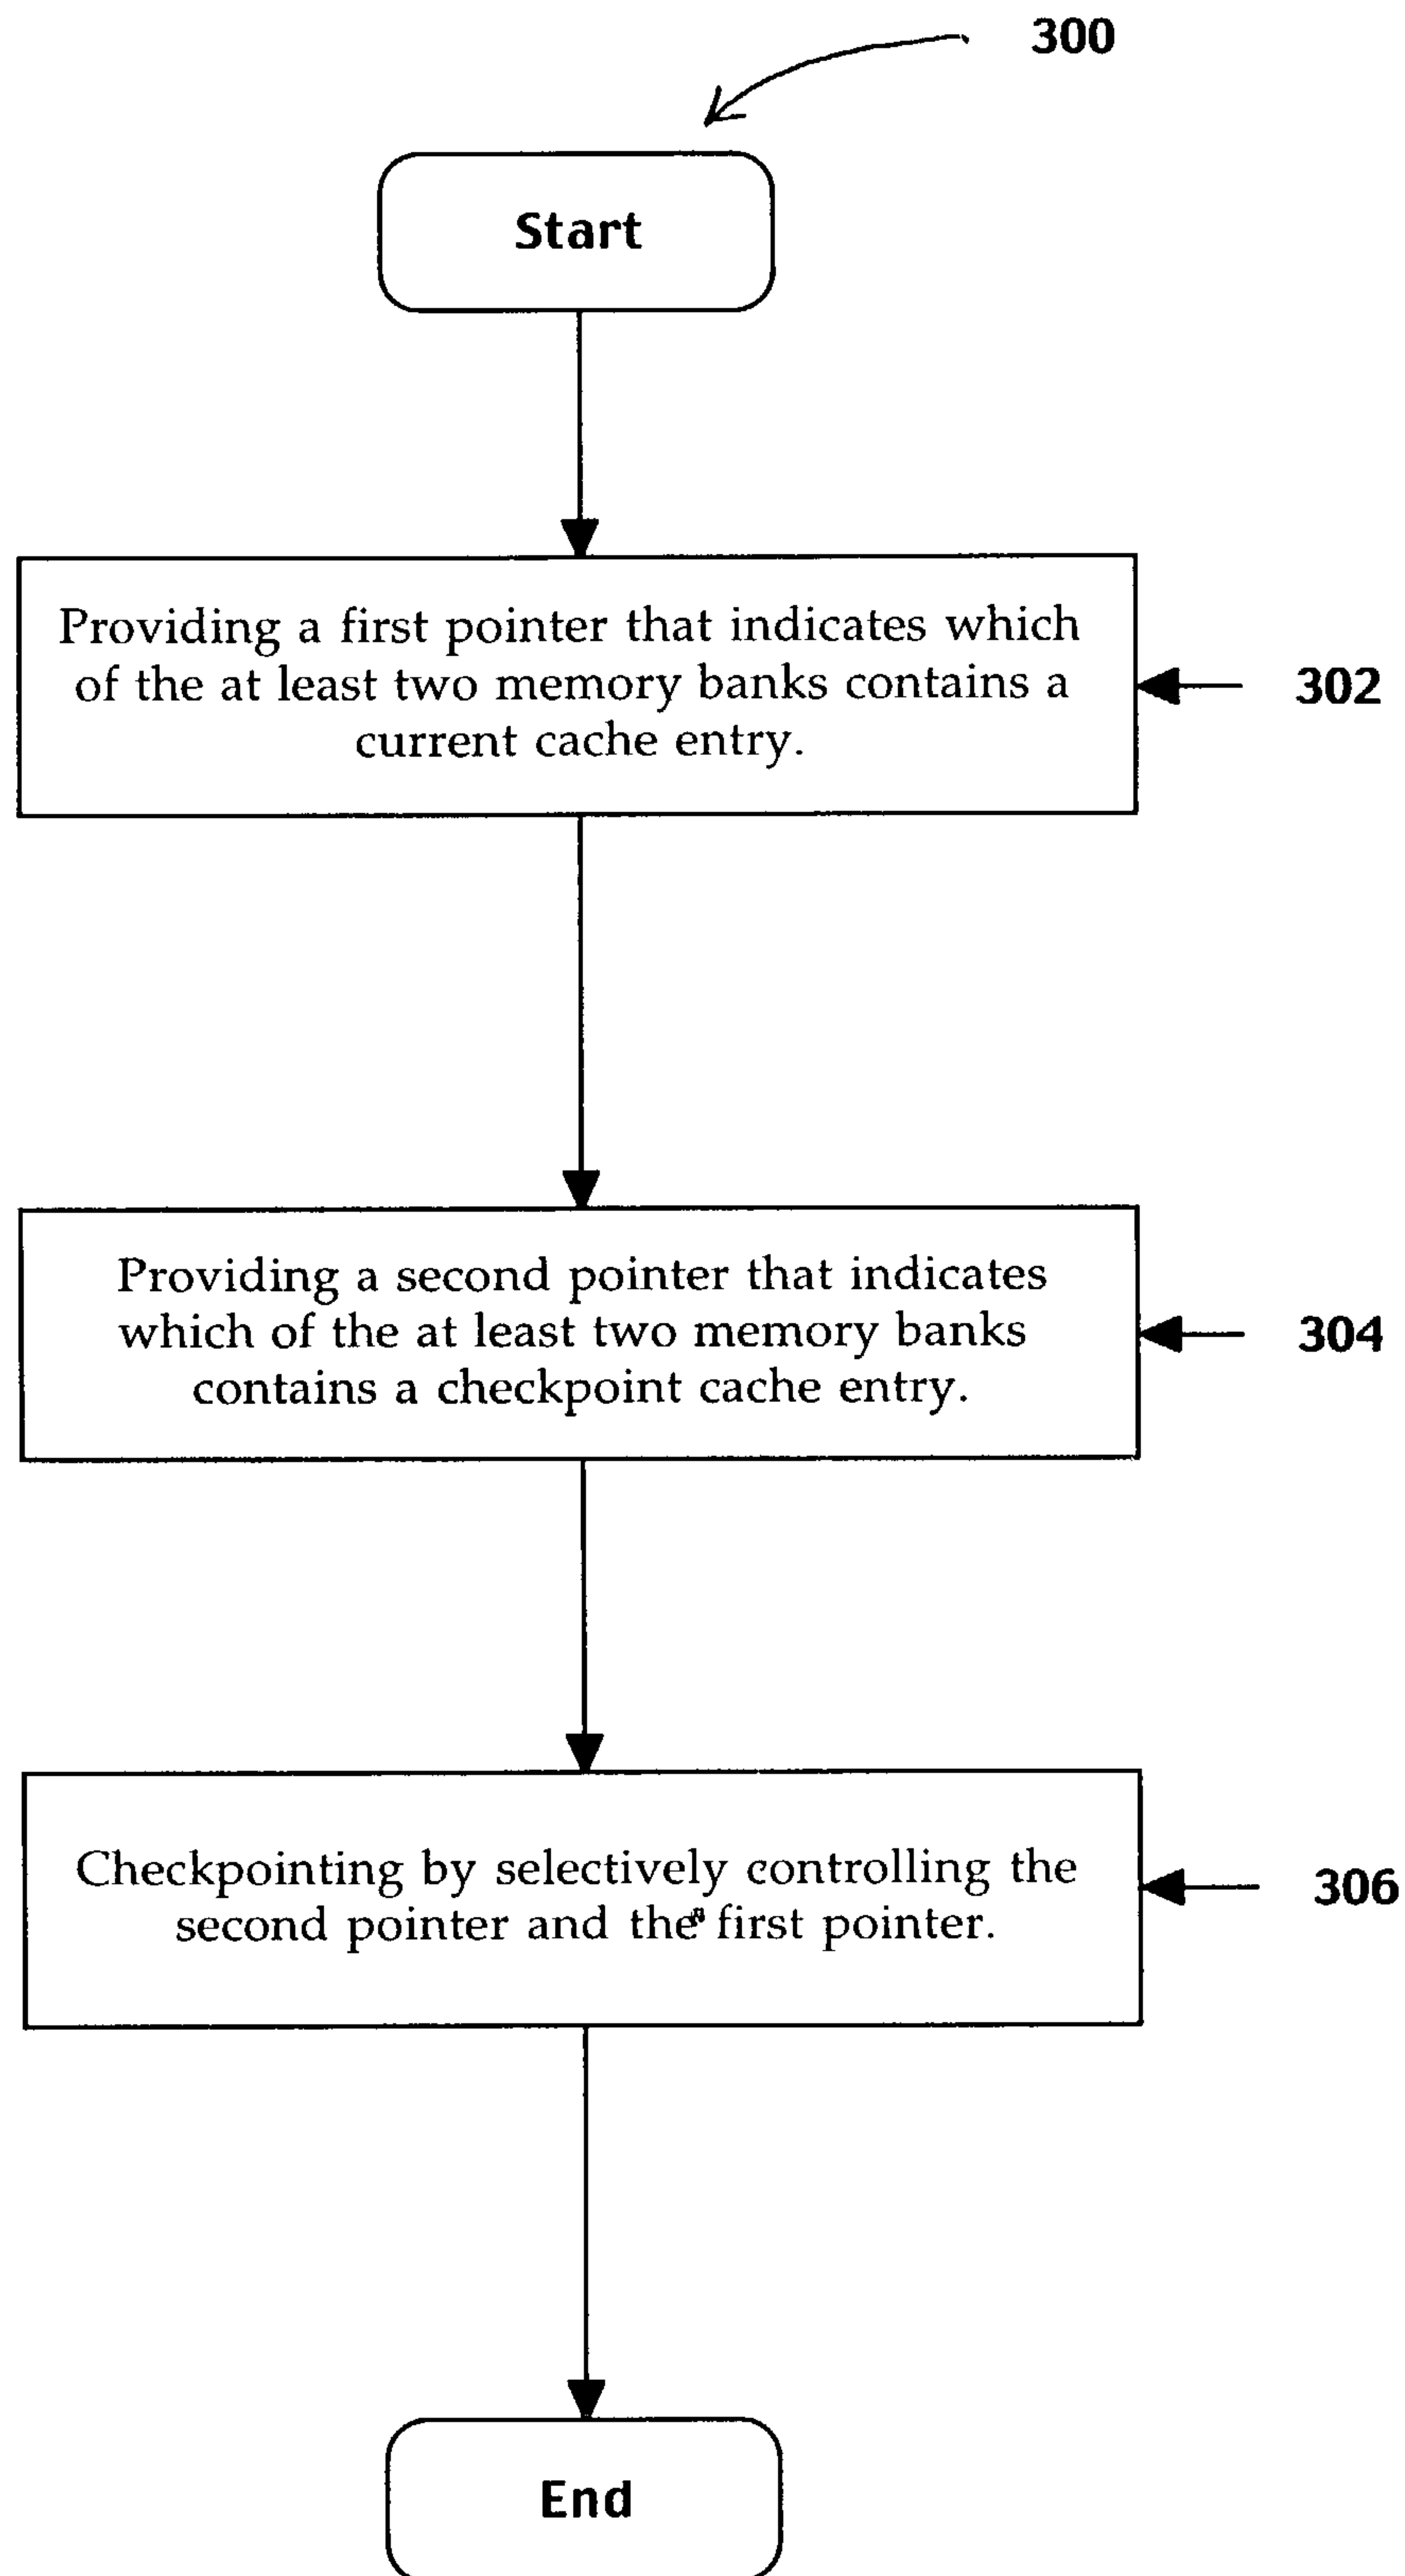 300
Start
Providing a first pointer that indicates which
of the at least two memory banks contains a
current cache entry.
302
Providing a second pointer that indicates
which of the at least two memory banks
contains a checkpoint cache entry.
304
Checkpointing by selectively controlling the
second pointer and the first pointer.
306
End